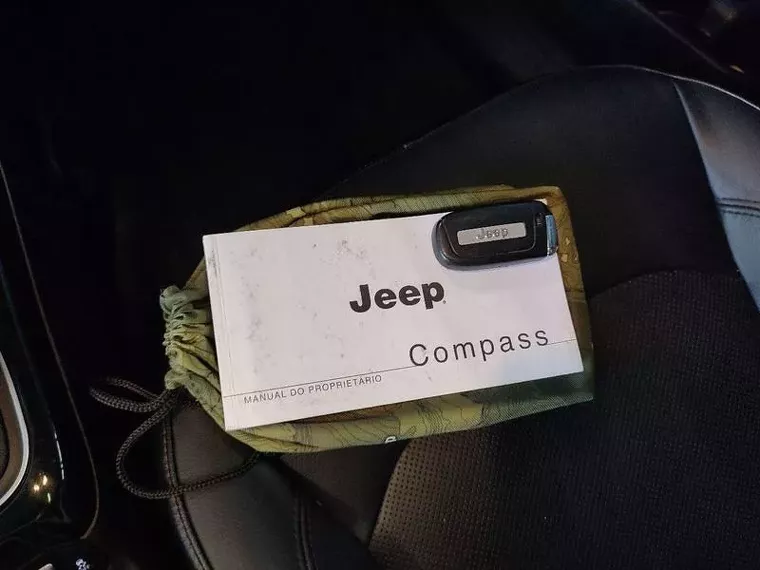 Jeep
Jeep
Compass
MANUAL DO PROPRIETÁRIO